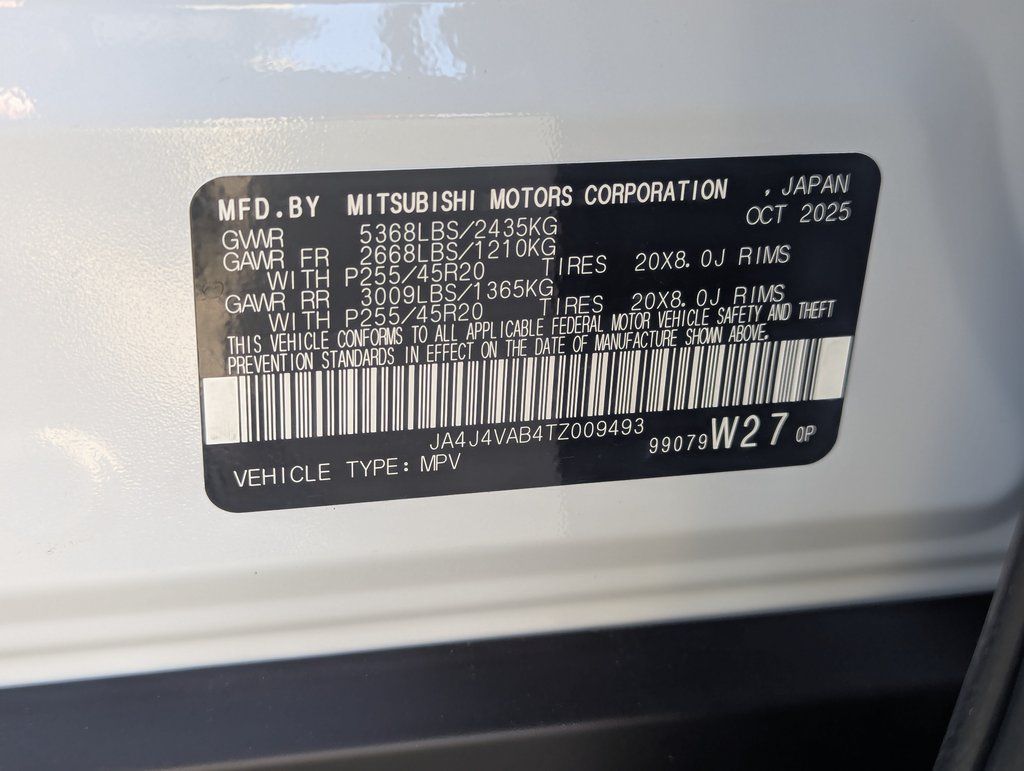 MFD.BY MITSUBISHI MOTORS CORPORATION , JAPAN
OCT 2025
GVWR 5368LBS/2435KG
GAWR FR 2668LBS/1210KG
WITH P255/45R20 TIRES 20X8.0J RIMS
GAWR RR 3009LBS/1365KG
WITH P255/45R20 TIRES 20X8.0J RIMS
THIS VEHICLE CONFORMS TO ALL APPLICABLE FEDERAL MOTOR VEHICLE SAFETY AND THEFT
PREVENTION STANDARDS IN EFFECT ON THE DATE OF MANUFACTURE SHOWN ABOVE.
JA4J4VAB4TZ009493
99079 W27 0P
VEHICLE TYPE: MPV